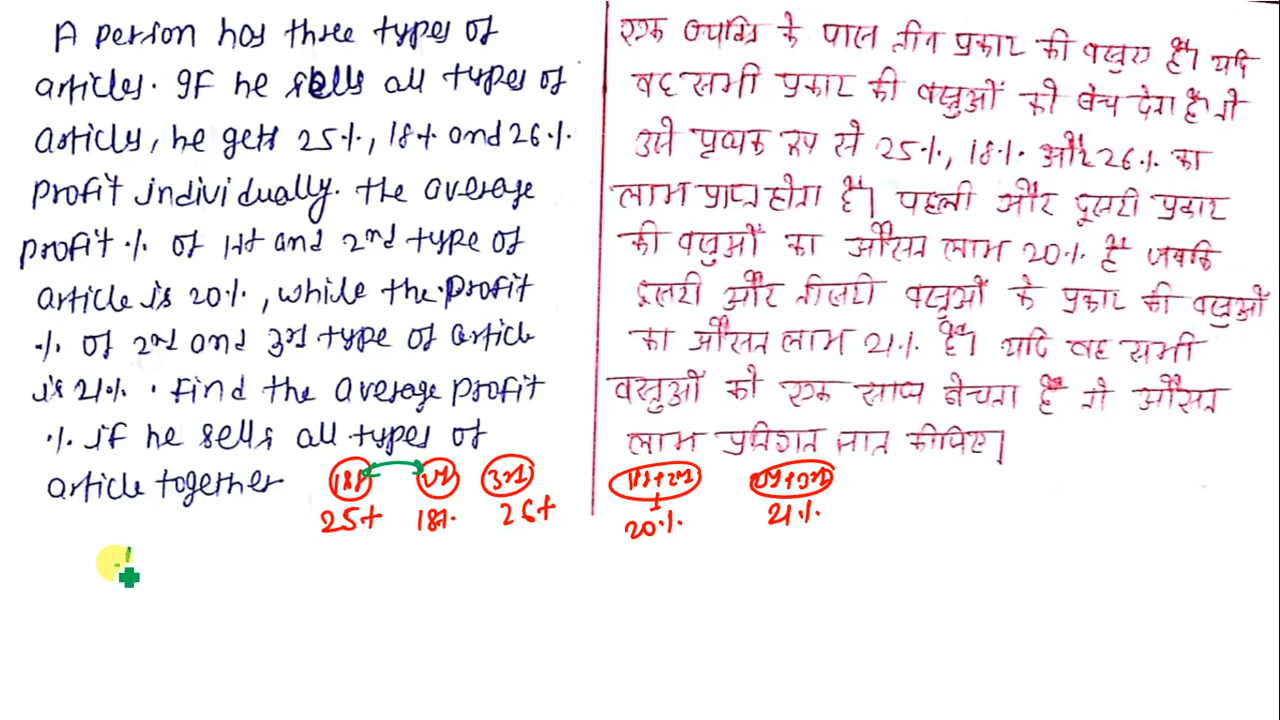 A person has three types of
articles. If he sells all types of
article, he gets 25%, 18% and 26%
profit individually. The average
profit % of 1st and 2nd type of
article is 20%, while the profit
% of 2nd and 3rd type of article
is 21%. find the average profit
% if he sells all types of
article together
एक व्यक्ति के पास तीन प्रकार की वस्तुएं हैं। यदि
वह सभी प्रकार की वस्तुओं को बेच देता है तो
उसे पृथक रूप से 25%, 18% और 26% का
लाभ प्राप्त होता है। पहली और दूसरी प्रकार
की वस्तुओं का औसत लाभ 20% है जबकि
दूसरी और तीसरी वस्तुओं के प्रकार की वस्तुओं
का औसत लाभ 21% है। यदि वह सभी
वस्तुओं को एक साथ बेचता है तो औसत
लाभ प्रतिशत ज्ञात कीजिए।
1st 2nd 3rd 1st+2nd 2nd+3rd
25% 18% 26% 20% 21%